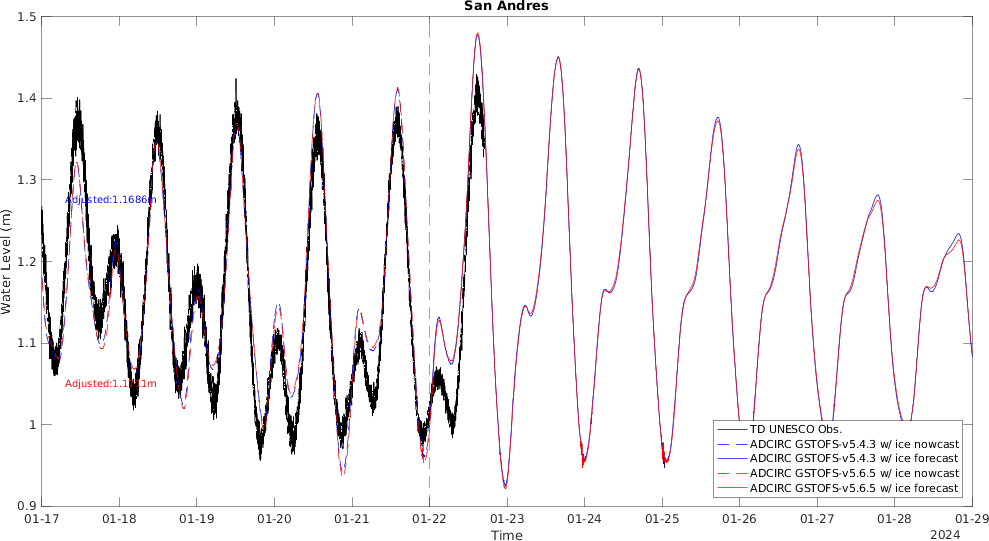 San Andres
Water Level (m)
1.5
1.4
1.3
1.2
1.1
1
0.9
Adjusted:1.1686m
TD UNESCO Obs.
ADCIRC GSTOFS-v5.4.3 w/ ice nowcast
ADCIRC GSTOFS-v5.4.3 w/ ice forecast
ADCIRC GSTOFS-v5.6.5 w/ ice nowcast
ADCIRC GSTOFS-v5.6.5 w/ ice forecast
01-17 01-18 01-19 01-20 01-21 01-22 01-23 01-24 01-25 01-26 01-27 01-28 01-29
Time
2024